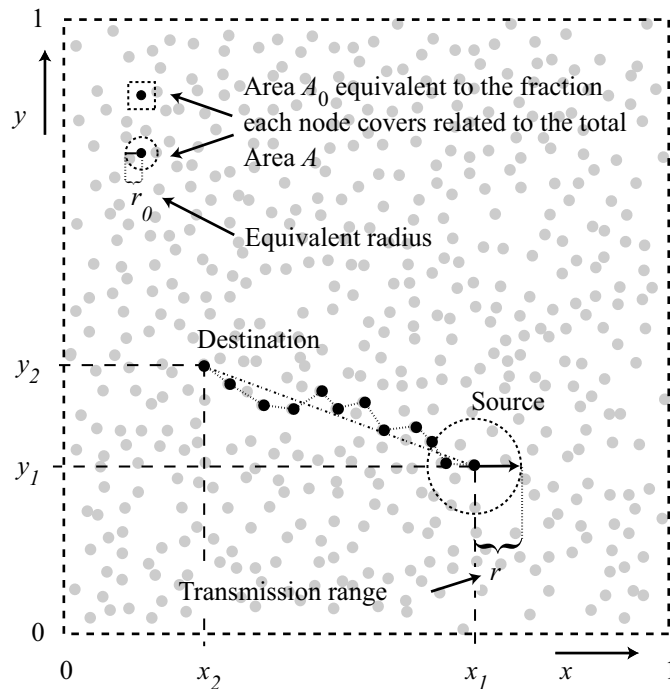 1
Area A0 equivalent to the fraction
each node covers related to the total
Area A
y
r0
Equivalent radius
Destination
y2
Source
y1
Transmission range
r
0
0
x2
x1
x
1